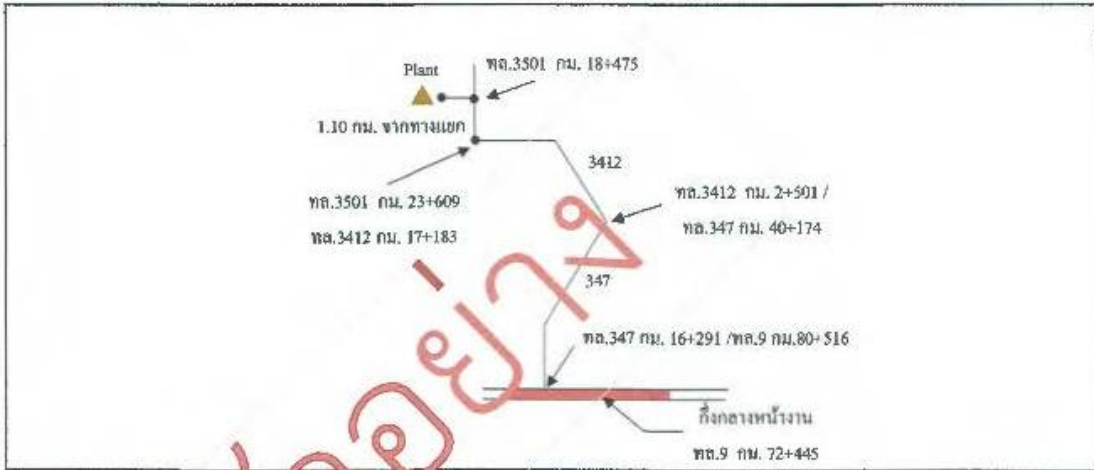 ทล.3501 กม. 18+475
Plant
1.10 กม. จากทางแยก
3412
ทล.3501 กม. 23+609
ทล.3412 กม. 17+183
ทล.3412 กม. 2+501 /
ทล.347 กม. 40+174
347
ทล.347 กม. 16+291 /ทล.9 กม.80+516
กึ่งกลางหน้างาน
ทล.9 กม. 72+445
ตัวอย่าง